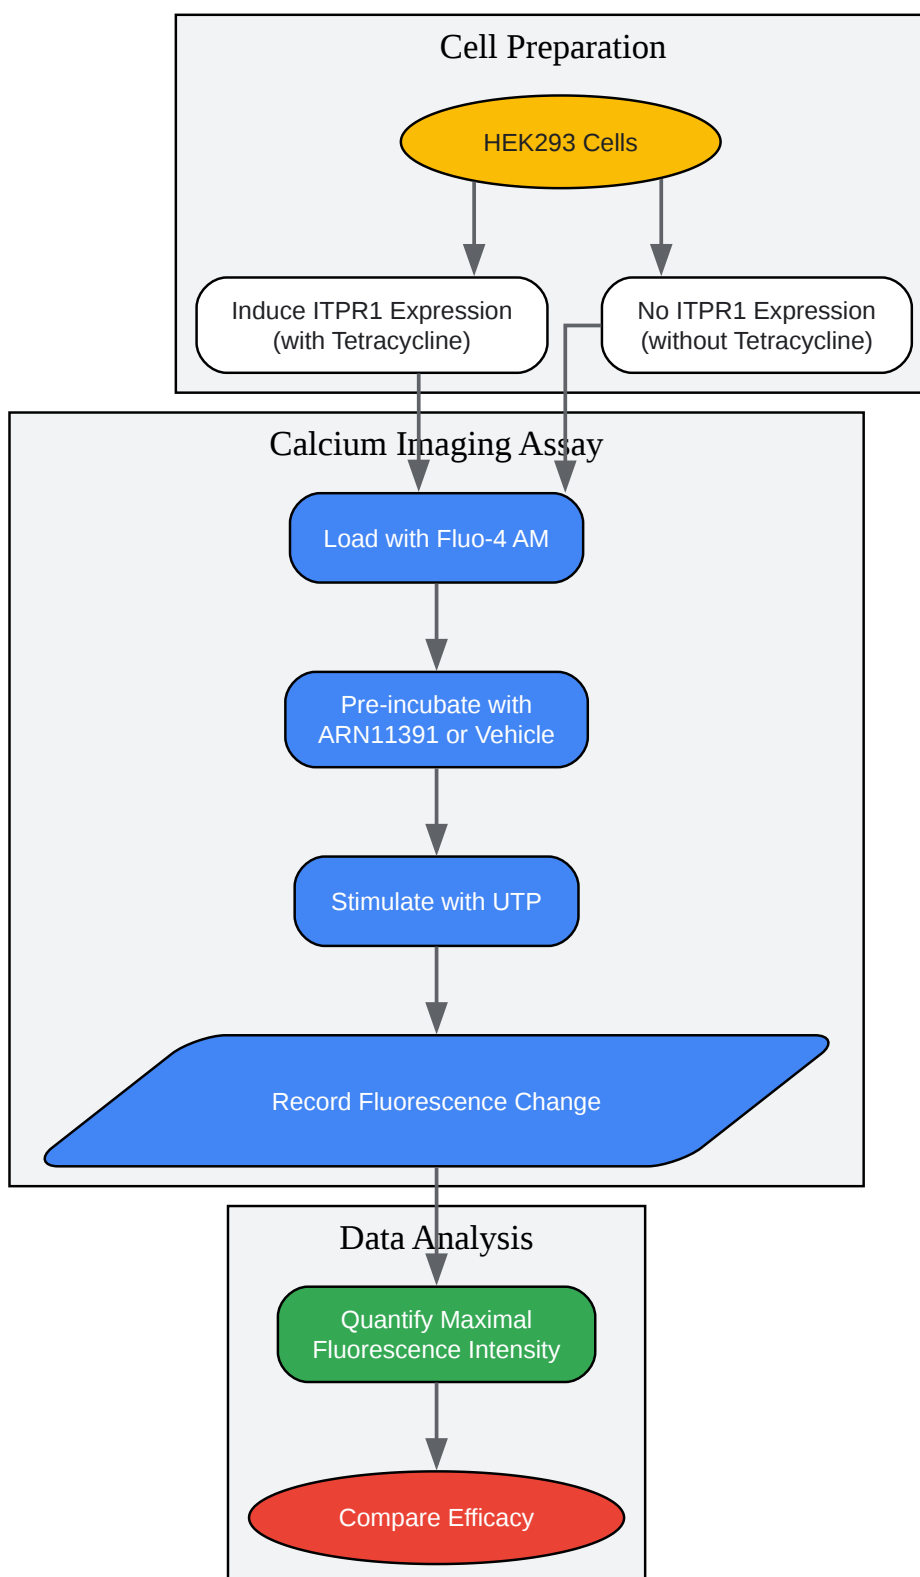 Cell Preparation
HEK293 Cells
Induce ITPR1 Expression
(with Tetracycline)
No ITPR1 Expression
(without Tetracycline)
Calcium Imaging Assay
Load with Fluo-4 AM
Pre-incubate with
ARN11391 or Vehicle
Stimulate with UTP
Record Fluorescence Change
Data Analysis
Quantify Maximal
Fluorescence Intensity
Compare Efficacy